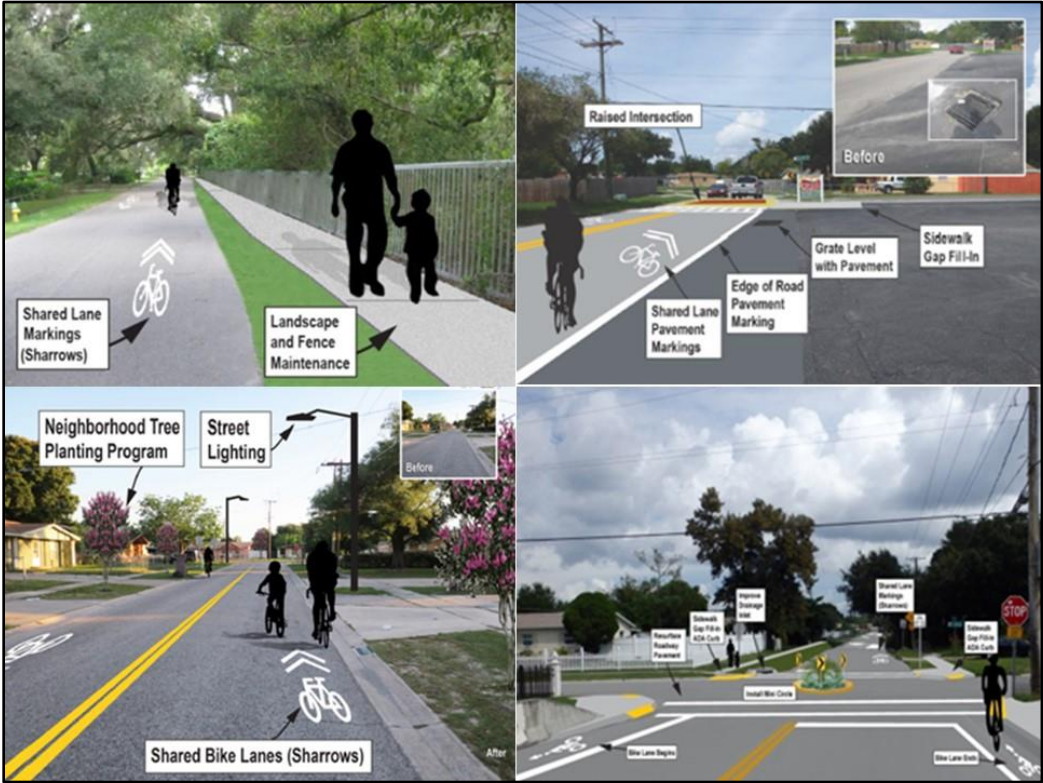 Shared Lane
Markings
(Sharrows)
Landscape
and Fence
Maintenance
Raised Intersection
Before
Sidewalk
Gap Fill-In
Grate Level
with Pavement
Edge of Road
Pavement
Marking
Shared Lane
Pavement
Markings
Neighborhood Tree
Planting Program
Street
Lighting
Before
Shared Bike Lanes (Sharrows)
After
Shared Lane
Markings
(Sharrows)
Improve
Drainage
Inlet
Sidewalk
Gap Fill-in
ADA Curb
Resurface
Roadway
Pavement
STOP
Sidewalk
Gap Fill-in
ADA Curb
Install Mini Circle
Bike Lane Begins
Bike Lane Ends